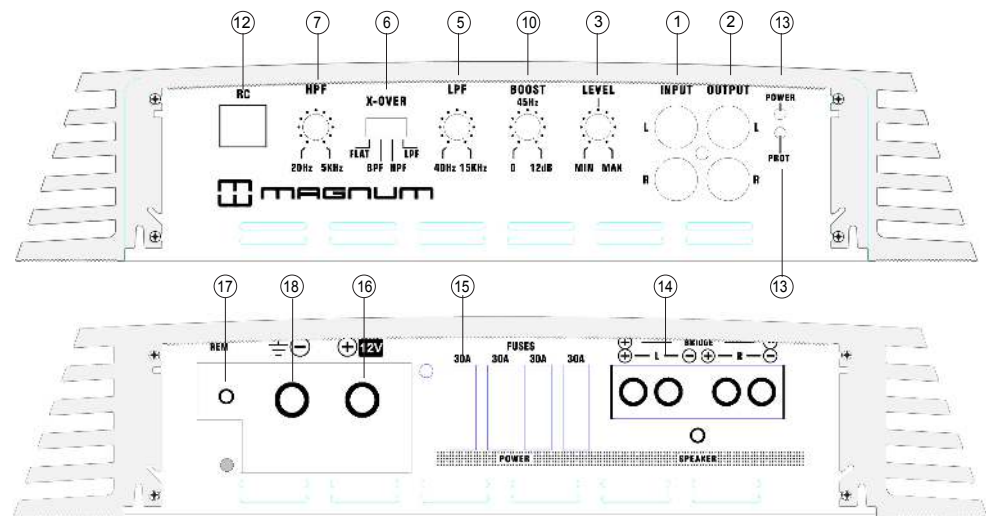 12 7 6 5 10 3 1 2 13
RC HPF X-OVER LPF BOOST LEVEL INPUT OUTPUT POWER
45Hz
L L
PROT
FLAT LPF
BPF HPF
20Hz 5KHz 40Hz 15KHz 0 12dB MIN MAX
R R
MAGNUM
17 18 16 15 14 13
REM - + 12V FUSES + BRIDGE -
30A 30A 30A 30A + L - + R -
POWER SPEAKER